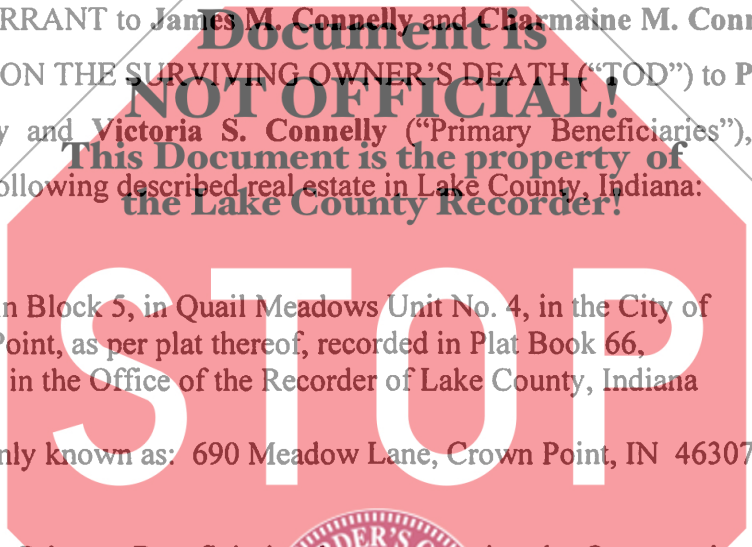 RRANT to James M. Connelly and Charmaine M. Conn
Document is
ON THE SURVIVING OWNER'S DEATH ("TOD") to P
NOT OFFICIAL!
y and Victoria S. Connelly ("Primary Beneficiaries"),
This Document is the property of
ollowing described real estate in Lake County, Indiana:
the Lake County Recorder!
n Block 5, in Quail Meadows Unit No. 4, in the City of
Point, as per plat thereof, recorded in Plat Book 66,
in the Office of the Recorder of Lake County, Indiana
STOP
nly known as: 690 Meadow Lane, Crown Point, IN 46307
DER'S